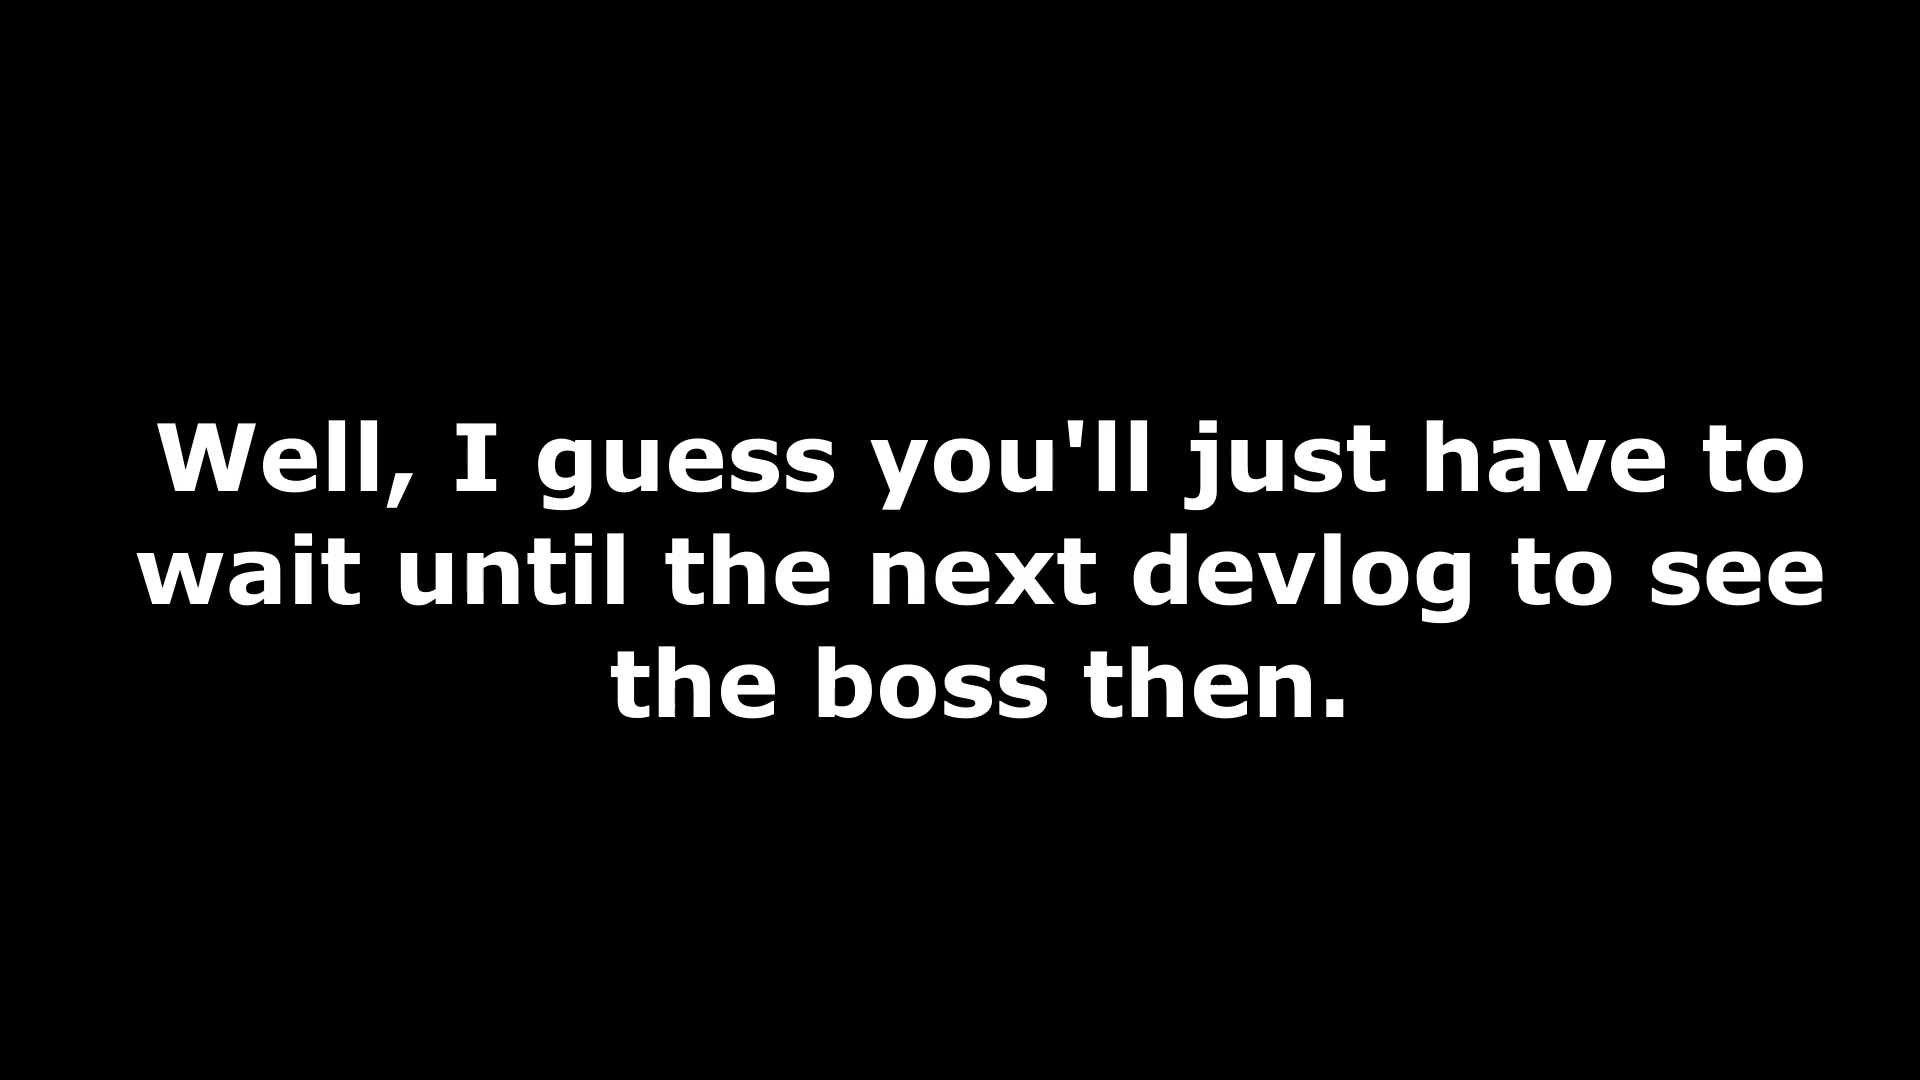 Well, I guess you'll just have to
wait until the next devlog to see
the boss then.